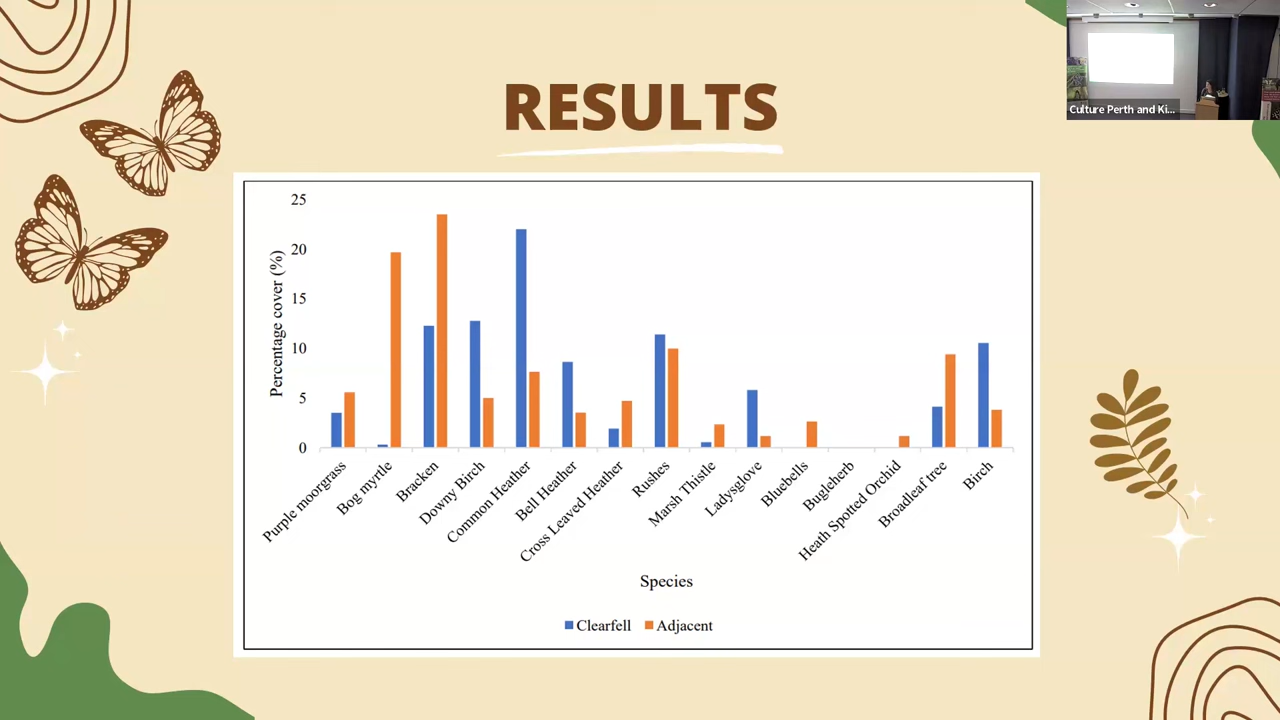 RESULTS
Culture Perth and Ki...
25
20
15
10
5
0
Percentage cover (%)
Purple moorgrass
Bog myrtle
Bracken
Downy Birch
Common Heather
Bell Heather
Cross Leaved Heather
Rushes
Marsh Thistle
Ladysglove
Bluebells
Bugleherb
Heath Spotted Orchid
Broadleaf tree
Birch
Species
Clearfell Adjacent